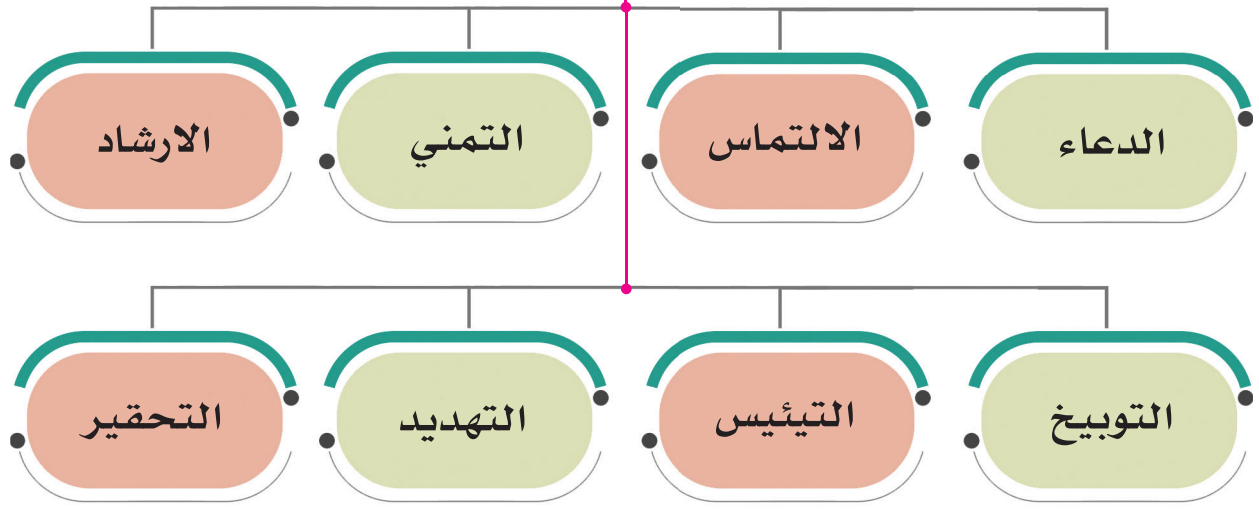 الدعاء
الالتماس
التمني
الارشاد
التوبيخ
التيئيس
التهديد
التحقير